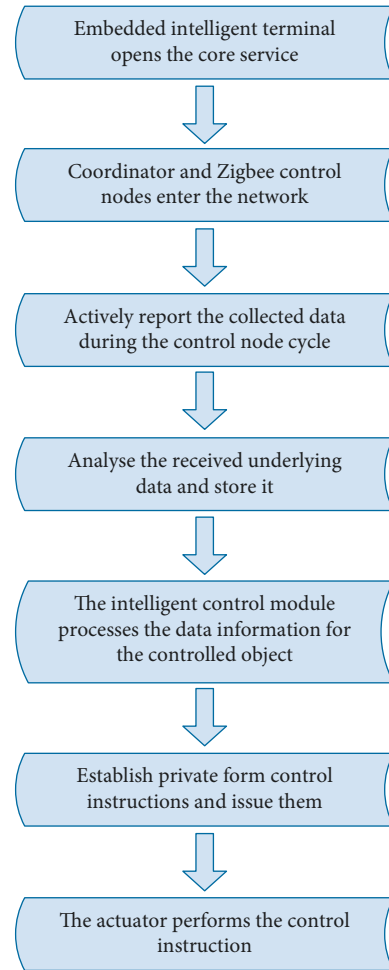 Embedded intelligent terminal
opens the core service
Coordinator and Zigbee control
nodes enter the network
Actively report the collected data
during the control node cycle
Analyse the received underlying
data and store it
The intelligent control module
processes the data information for
the controlled object
Establish private form control
instructions and issue them
The actuator performs the control
instruction